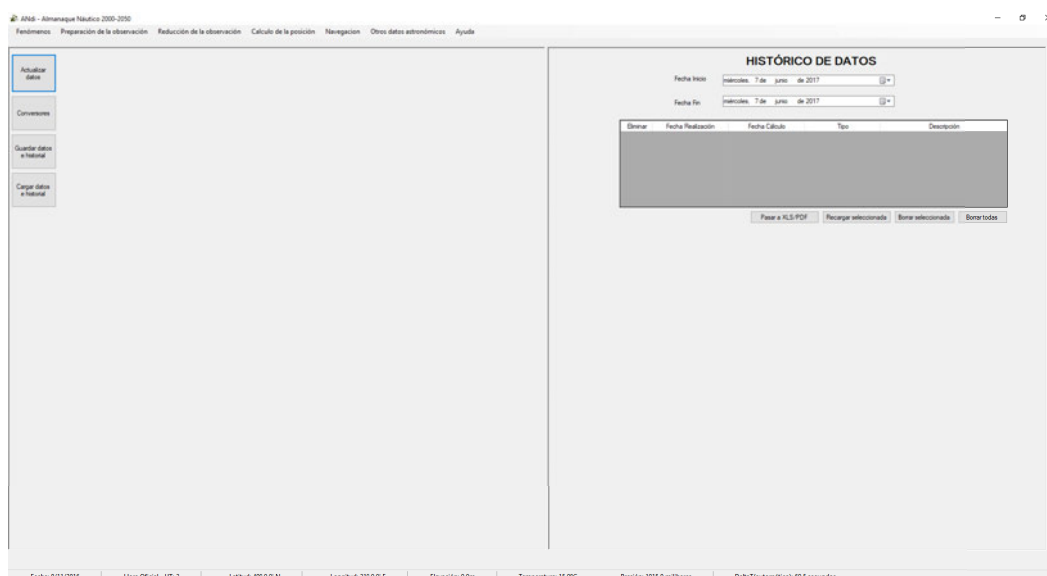 ANdi - Almanaque Náutico 2000-2050
Fenómenos Preparación de la observación Reducción de la observación Calculo de la posición Navegacion Otros datos astronómicos Ayuda
Actualizar
datos
Conversores
Guardar datos
e historial
Cargar datos
e historial
HISTÓRICO DE DATOS
Fecha Inicio miércoles, 7 de junio de 2017
Fecha Fin miércoles, 7 de junio de 2017
Eliminar Fecha Realización Fecha Cálculo Tipo Descripción
Pasar a XLS/PDF Recargar seleccionada Borrar seleccionada Borrar todas